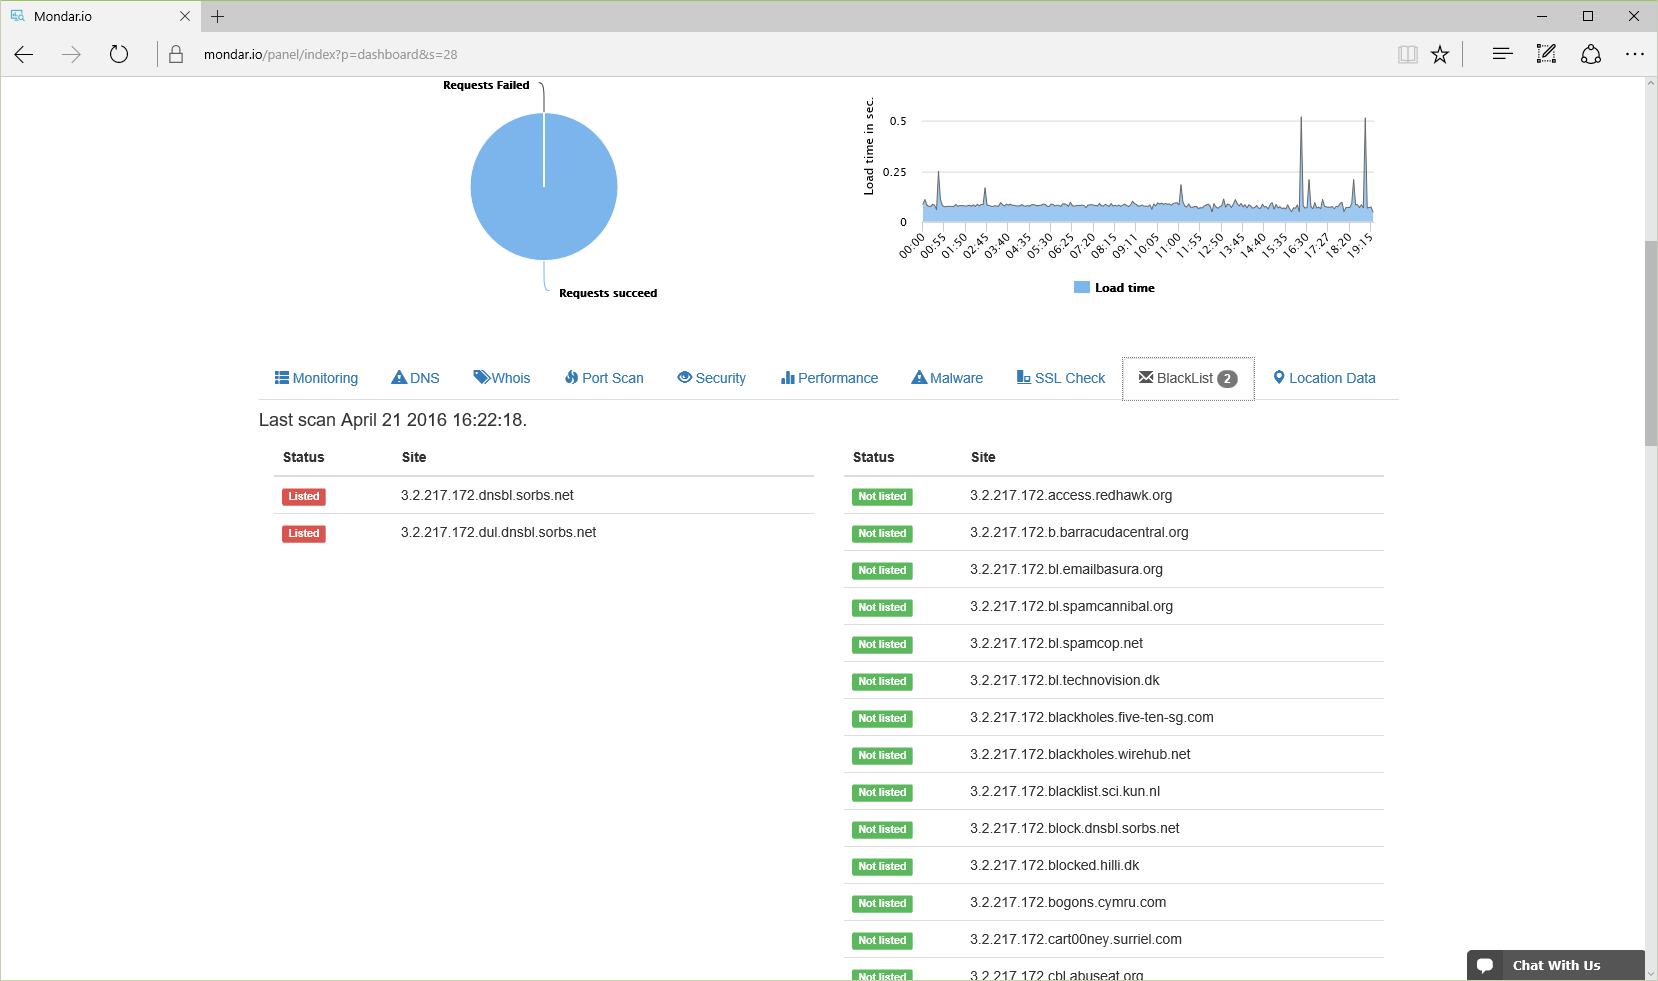 Mondar.io
mondar.io/panel/index?p=dashboard&s=28
Requests Failed
Requests succeed
Load time in sec.
0.5
0.25
0
00:00 00:55 01:50 02:45 03:40 04:35 05:30 06:25 07:20 08:15 09:11 10:05 11:00 11:55 12:50 13:45 14:40 15:35 16:30 17:27 18:20 19:15
Load time
Monitoring DNS Whois Port Scan Security Performance Malware SSL Check BlackList 2 Location Data
Last scan April 21 2016 16:22:18.
Status Site
Listed 3.2.217.172.dnsbl.sorbs.net
Listed 3.2.217.172.dul.dnsbl.sorbs.net
Status Site
Not listed 3.2.217.172.access.redhawk.org
Not listed 3.2.217.172.b.barracudacentral.org
Not listed 3.2.217.172.bl.emailbasura.org
Not listed 3.2.217.172.bl.spamcannibal.org
Not listed 3.2.217.172.bl.spamcop.net
Not listed 3.2.217.172.bl.technovision.dk
Not listed 3.2.217.172.blackholes.five-ten-sg.com
Not listed 3.2.217.172.blackholes.wirehub.net
Not listed 3.2.217.172.blacklist.sci.kun.nl
Not listed 3.2.217.172.block.dnsbl.sorbs.net
Not listed 3.2.217.172.blocked.hilli.dk
Not listed 3.2.217.172.bogons.cymru.com
Not listed 3.2.217.172.cart00ney.surriel.com
Not listed 3.2.217.172.cbl.abuseat.org
Chat With Us